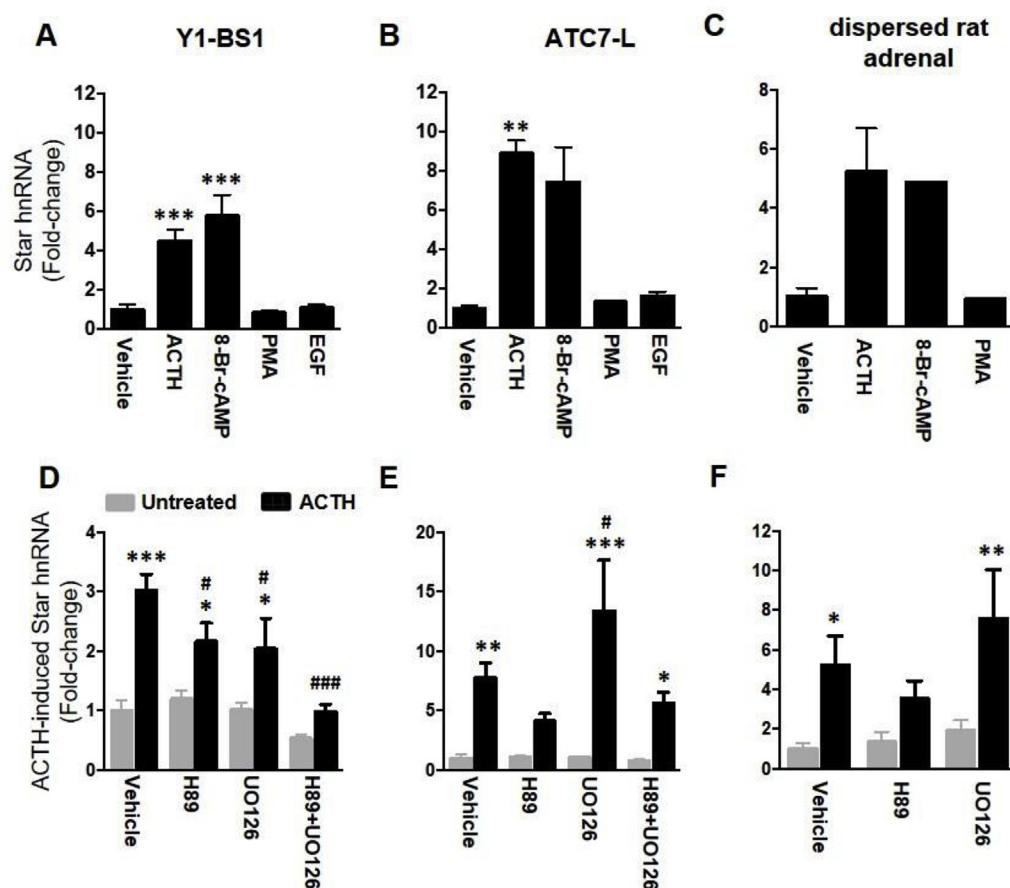 A
Y1-BS1
B
ATC7-L
C
dispersed rat
adrenal
Star hnRNA
(Fold-change)
12
10
8
6
4
2
0
***
***
Vehicle
ACTH
8-Br-cAMP
PMA
EGF
12
10
8
6
4
2
0
**
Vehicle
ACTH
8-Br-cAMP
PMA
EGF
8
6
4
2
0
Vehicle
ACTH
8-Br-cAMP
PMA
D
Untreated
ACTH
E
F
ACTH-induced Star hnRNA
(Fold-change)
4
3
2
1
0
***
#
*
#
*
###
Vehicle
H89
UO126
H89+UO126
20
15
10
5
0
**
#
***
*
Vehicle
H89
UO126
H89+UO126
12
10
8
6
4
2
0
*
**
Vehicle
H89
UO126